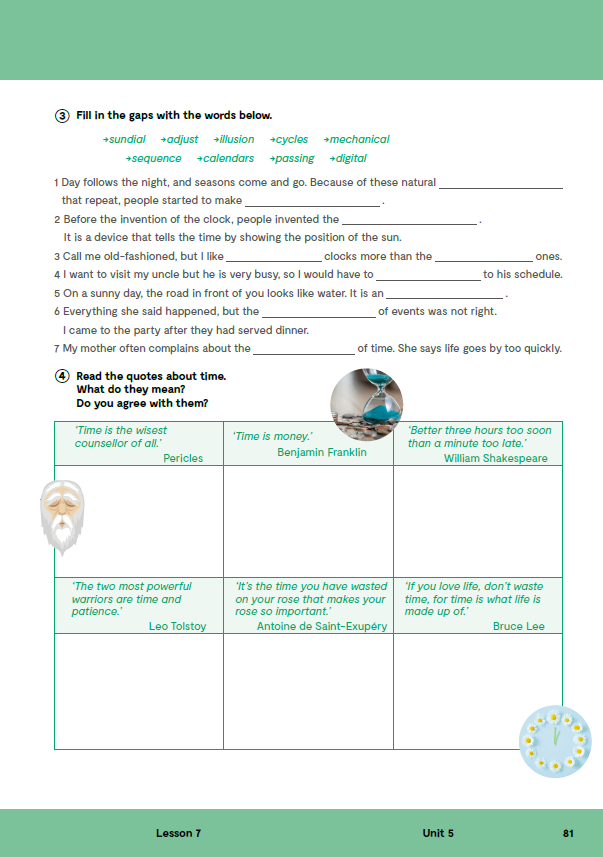 3 Fill in the gaps with the words below.
→sundial →adjust →illusion →cycles →mechanical
→sequence →calendars →passing →digital
1 Day follows the night, and seasons come and go. Because of these natural ____________
that repeat, people started to make ____________ .
2 Before the invention of the clock, people invented the ____________ .
It is a device that tells the time by showing the position of the sun.
3 Call me old-fashioned, but I like ____________ clocks more than the ____________ ones.
4 I want to visit my uncle but he is very busy, so I would have to ____________ to his schedule.
5 On a sunny day, the road in front of you looks like water. It is an ____________ .
6 Everything she said happened, but the ____________ of events was not right.
I came to the party after they had served dinner.
7 My mother often complains about the ____________ of time. She says life goes by too quickly.
4 Read the quotes about time.
What do they mean?
Do you agree with them?
‘Time is the wisest
counsellor of all.’
Pericles
‘Time is money.’
Benjamin Franklin
‘Better three hours too soon
than a minute too late.’
William Shakespeare
‘The two most powerful
warriors are time and
patience.’
Leo Tolstoy
‘It’s the time you have wasted
on your rose that makes your
rose so important.’
Antoine de Saint-Exupéry
‘If you love life, don’t waste
time, for time is what life is
made up of.’
Bruce Lee
Lesson 7 Unit 5 81